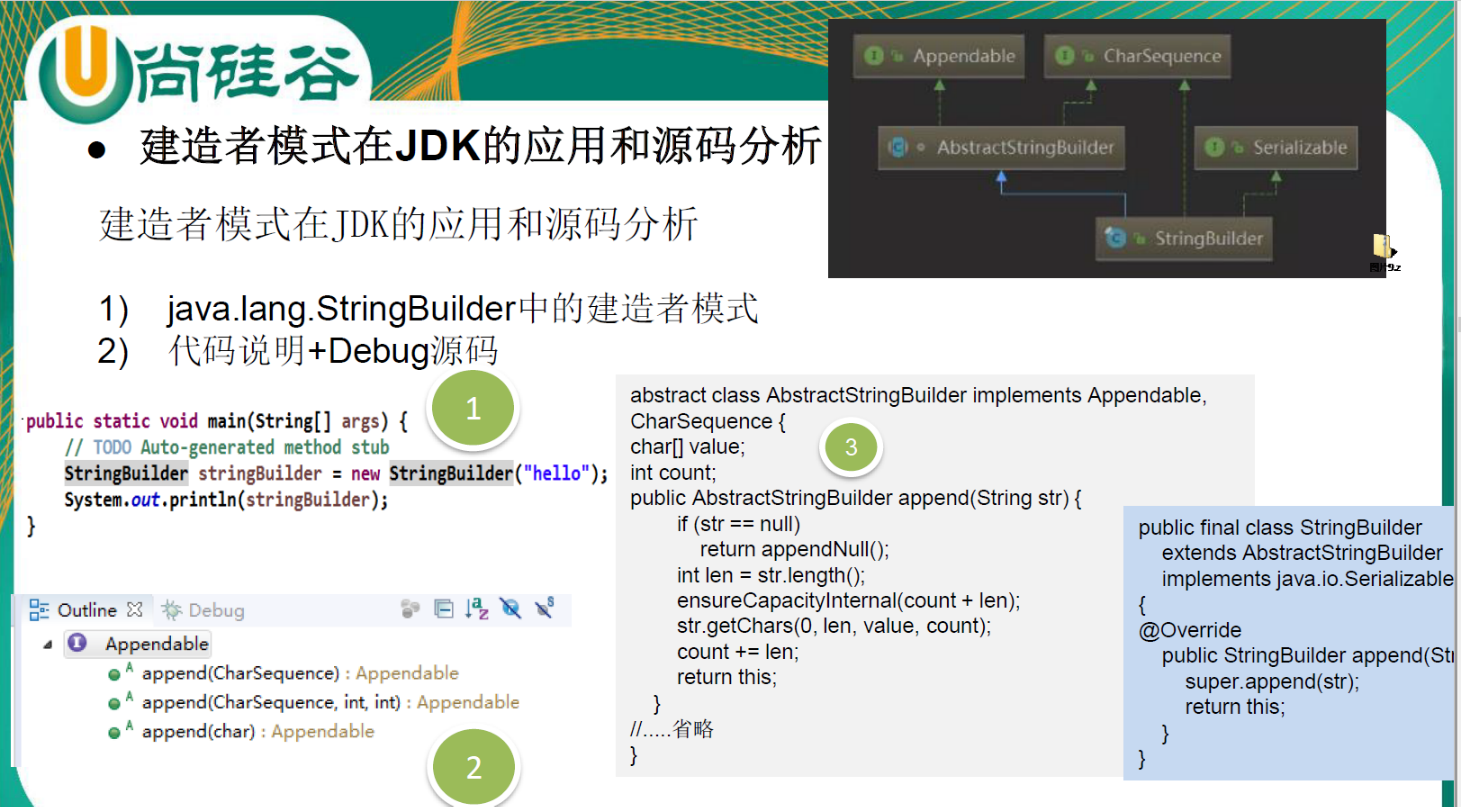 尚硅谷
Appendable
CharSequence
AbstractStringBuilder
Serializable
StringBuilder
● 建造者模式在JDK的应用和源码分析
建造者模式在JDK的应用和源码分析
1) java.lang.StringBuilder中的建造者模式
2) 代码说明+Debug源码
1
public static void main(String[] args) {
// TODO Auto-generated method stub
StringBuilder stringBuilder = new StringBuilder("hello");
System.out.println(stringBuilder);
}
Outline Debug
Appendable
append(CharSequence) : Appendable
append(CharSequence, int, int) : Appendable
append(char) : Appendable
2
abstract class AbstractStringBuilder implements Appendable,
CharSequence {
char[] value;
int count;
public AbstractStringBuilder append(String str) {
if (str == null)
return appendNull();
int len = str.length();
ensureCapacityInternal(count + len);
str.getChars(0, len, value, count);
count += len;
return this;
}
//.....省略
}
3
public final class StringBuilder
extends AbstractStringBuilder
implements java.io.Serializable
{
@Override
public StringBuilder append(Str
super.append(str);
return this;
}
}